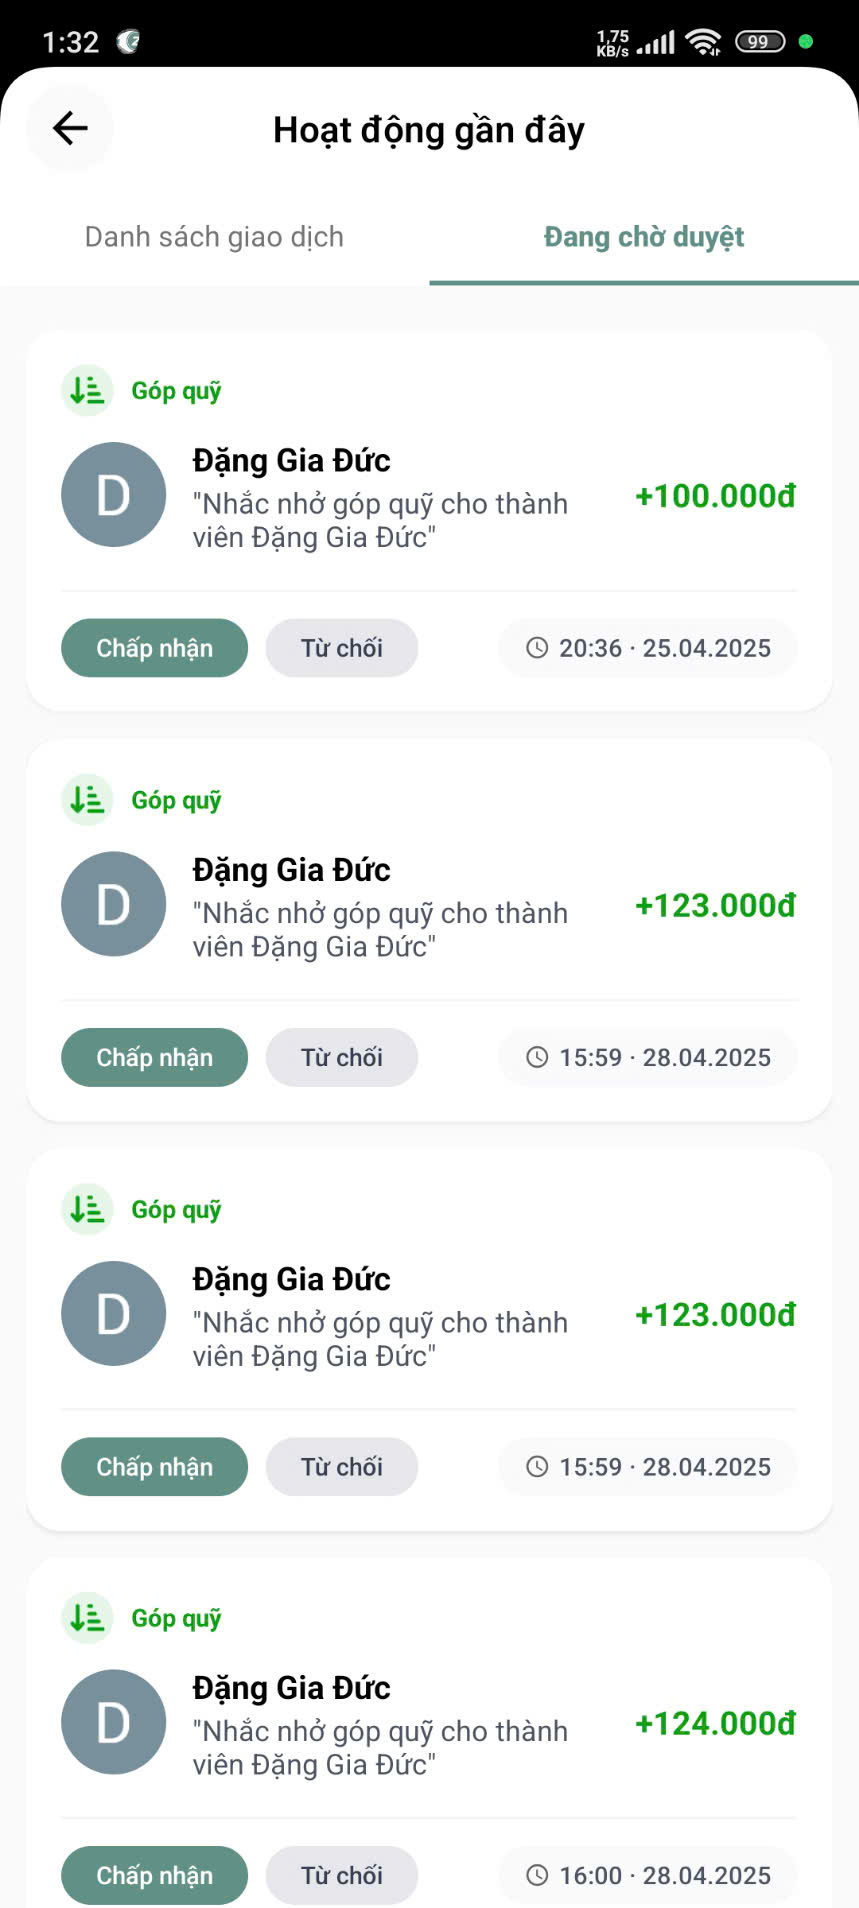 1:32
1,75
KB/s
99
Hoạt động gần đây
Danh sách giao dịch
Đang chờ duyệt
Góp quỹ
D
Đặng Gia Đức
"Nhắc nhở góp quỹ cho thành
viên Đặng Gia Đức"
+100.000đ
Chấp nhận
Từ chối
20:36 · 25.04.2025
Góp quỹ
D
Đặng Gia Đức
"Nhắc nhở góp quỹ cho thành
viên Đặng Gia Đức"
+123.000đ
Chấp nhận
Từ chối
15:59 · 28.04.2025
Góp quỹ
D
Đặng Gia Đức
"Nhắc nhở góp quỹ cho thành
viên Đặng Gia Đức"
+123.000đ
Chấp nhận
Từ chối
15:59 · 28.04.2025
Góp quỹ
D
Đặng Gia Đức
"Nhắc nhở góp quỹ cho thành
viên Đặng Gia Đức"
+124.000đ
Chấp nhận
Từ chối
16:00 · 28.04.2025